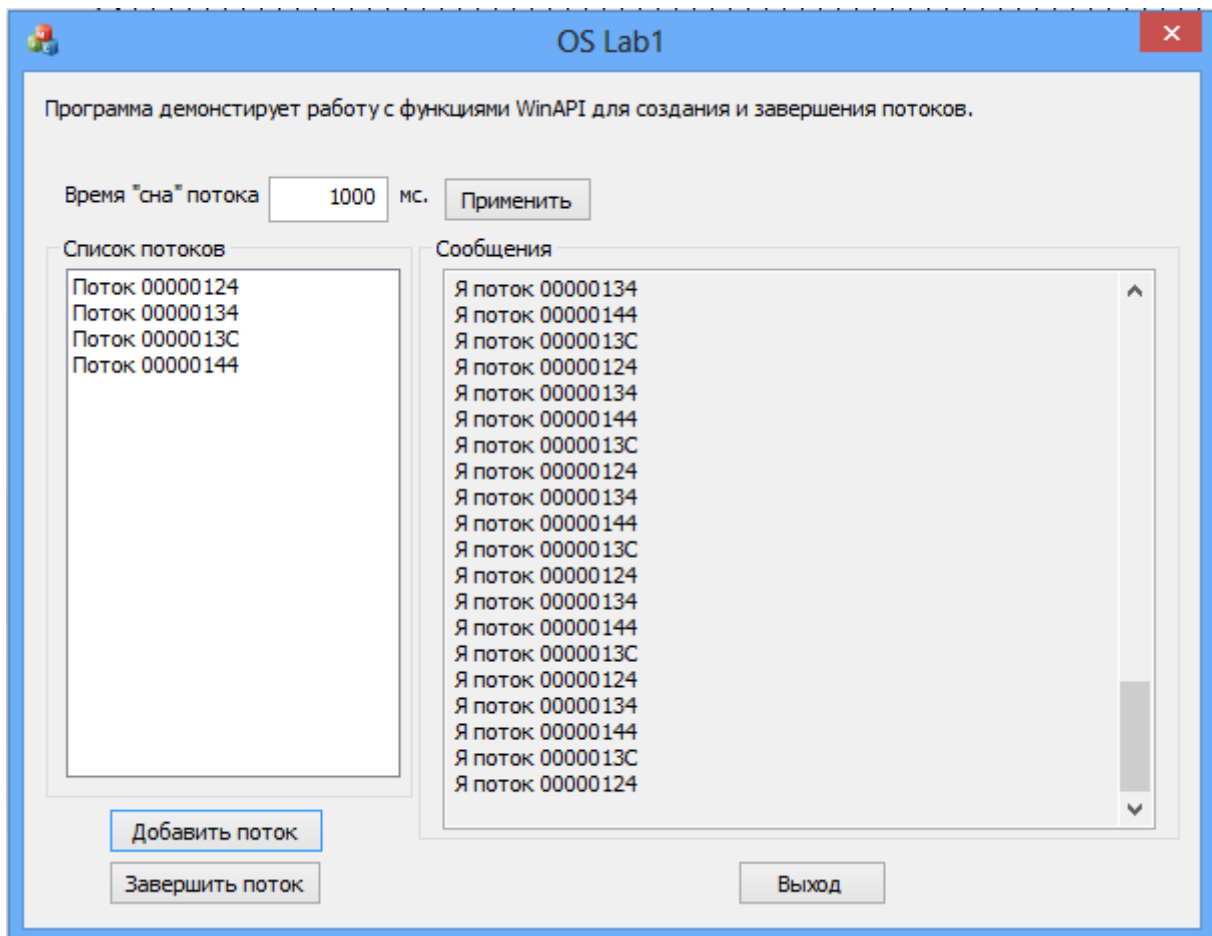 OS Lab1
Программа демонстирует работу с функциями WinAPI для создания и завершения потоков.
Время "сна" потока 1000 мс. Применить
Список потоков
Поток 00000124
Поток 00000134
Поток 0000013C
Поток 00000144
Сообщения
Я поток 00000134
Я поток 00000144
Я поток 0000013C
Я поток 00000124
Я поток 00000134
Я поток 00000144
Я поток 0000013C
Я поток 00000124
Я поток 00000134
Я поток 00000144
Я поток 0000013C
Я поток 00000124
Я поток 00000134
Я поток 00000144
Я поток 0000013C
Я поток 00000124
Я поток 00000134
Я поток 00000144
Я поток 0000013C
Я поток 00000124
Добавить поток
Завершить поток
Выход